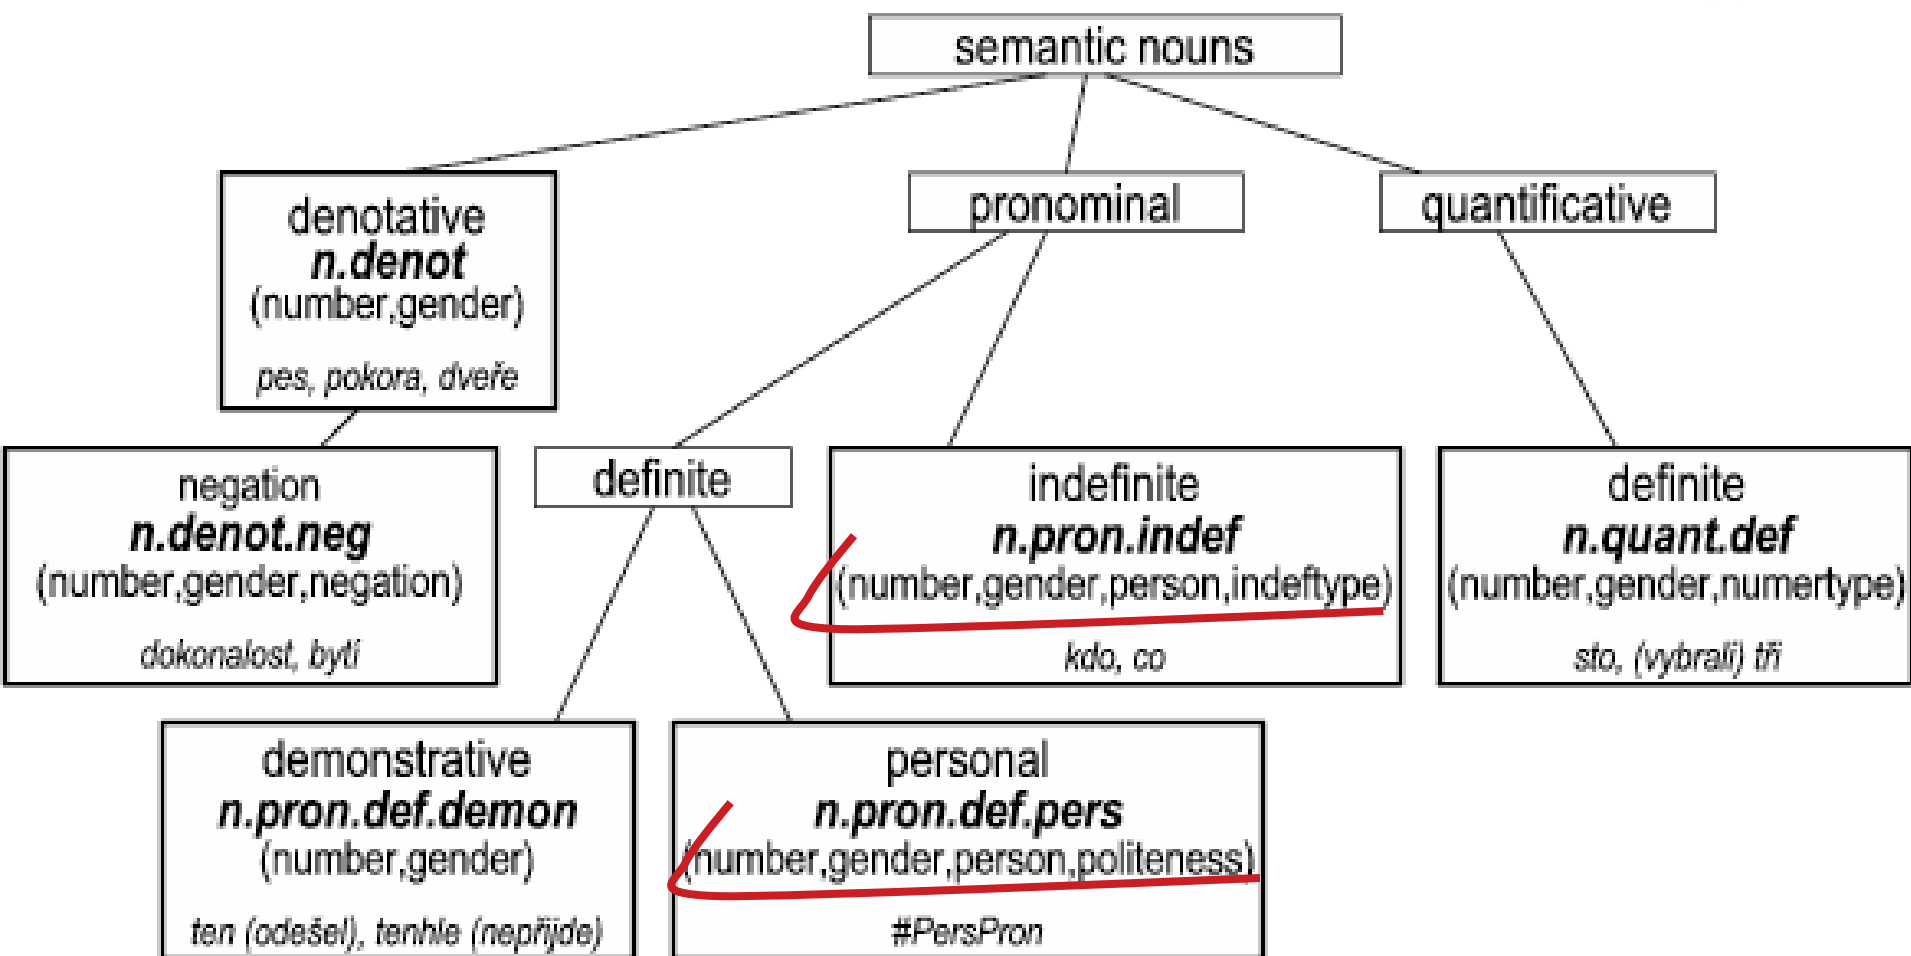 semantic nouns
denotative
n.denot
(number,gender)
pes, pokora, dveře
pronominal
quantificative
negation
n.denot.neg
(number,gender,negation)
dokonalost, bytí
definite
indefinite
n.pron.indef
(number,gender,person,indeftype)
kdo, co
definite
n.quant.def
(number,gender,numertype)
sto, (vybrali) tři
demonstrative
n.pron.def.demon
(number,gender)
ten (odešel), tenhle (nepřijde)
personal
n.pron.def.pers
(number,gender,person,politeness)
#PersPron